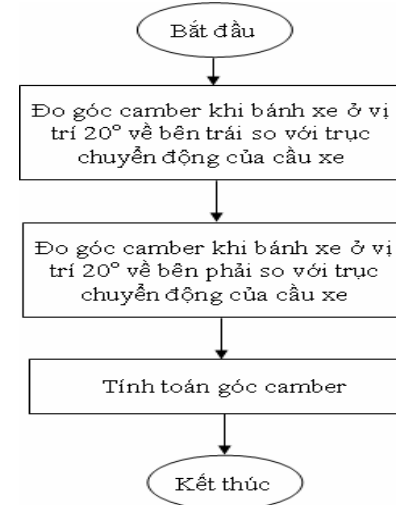 Bắt đầu
Đo góc camber khi bánh xe ở vị
trí 20° về bên trái so với trục
chuyển động của cầu xe
Đo góc camber khi bánh xe ở vị
trí 20° về bên phải so với trục
chuyển động của cầu xe
Tính toán góc camber
Kết thúc